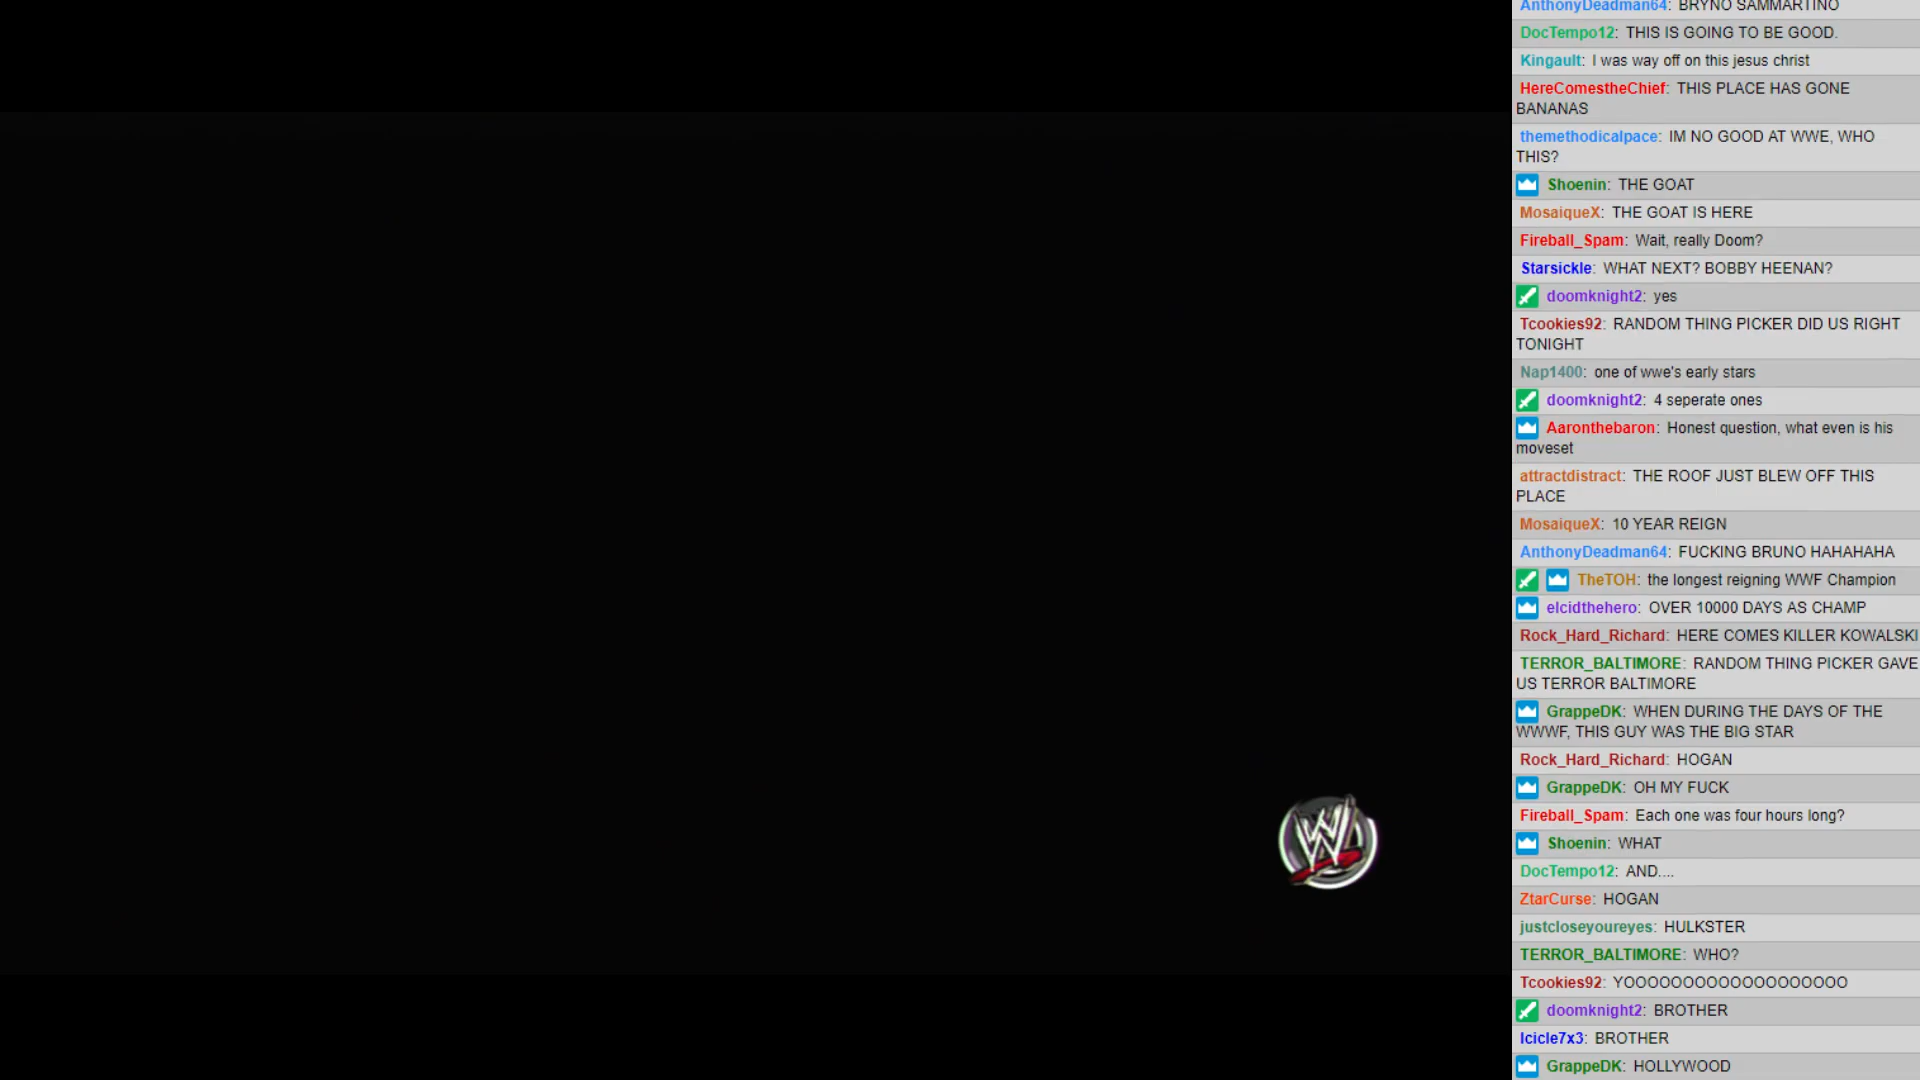 AnthonyDeadman64: BRYNO SAMMARTINO
DocTempo12: THIS IS GOING TO BE GOOD.
Kingault: I was way off on this jesus christ
HereComestheChief: THIS PLACE HAS GONE
BANANAS
themethodicalpace: IM NO GOOD AT WWE, WHO
THIS?
Shoenin: THE GOAT
MosaiqueX: THE GOAT IS HERE
Fireball_Spam: Wait, really Doom?
Starsickle: WHAT NEXT? BOBBY HEENAN?
doomknight2: yes
Tcookies92: RANDOM THING PICKER DID US RIGHT
TONIGHT
Nap1400: one of wwe's early stars
doomknight2: 4 seperate ones
Aaronthebaron: Honest question, what even is his
moveset
attractdistract: THE ROOF JUST BLEW OFF THIS
PLACE
MosaiqueX: 10 YEAR REIGN
AnthonyDeadman64: FUCKING BRUNO HAHAHAHA
TheTOH: the longest reigning WWF Champion
elcidthehero: OVER 10000 DAYS AS CHAMP
Rock_Hard_Richard: HERE COMES KILLER KOWALSKI
TERROR_BALTIMORE: RANDOM THING PICKER GAVE
US TERROR BALTIMORE
GrappeDK: WHEN DURING THE DAYS OF THE
WWWF, THIS GUY WAS THE BIG STAR
Rock_Hard_Richard: HOGAN
GrappeDK: OH MY FUCK
Fireball_Spam: Each one was four hours long?
Shoenin: WHAT
DocTempo12: AND....
ZtarCurse: HOGAN
justcloseyoureyes: HULKSTER
TERROR_BALTIMORE: WHO?
Tcookies92: YOOOOOOOOOOOOOOOOOOO
doomknight2: BROTHER
Icicle7x3: BROTHER
GrappeDK: HOLLYWOOD
W